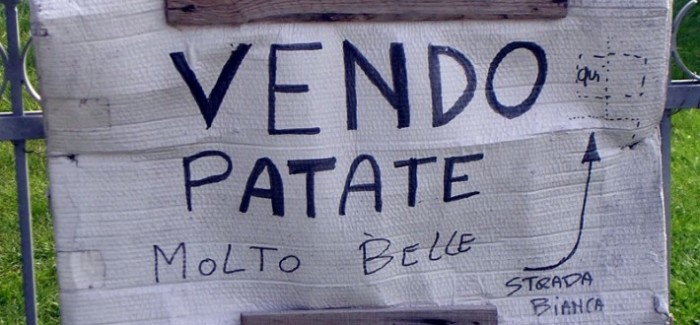 VENDO
qui
PATATE
MOLTO BELLE
STRADA
BIANCA